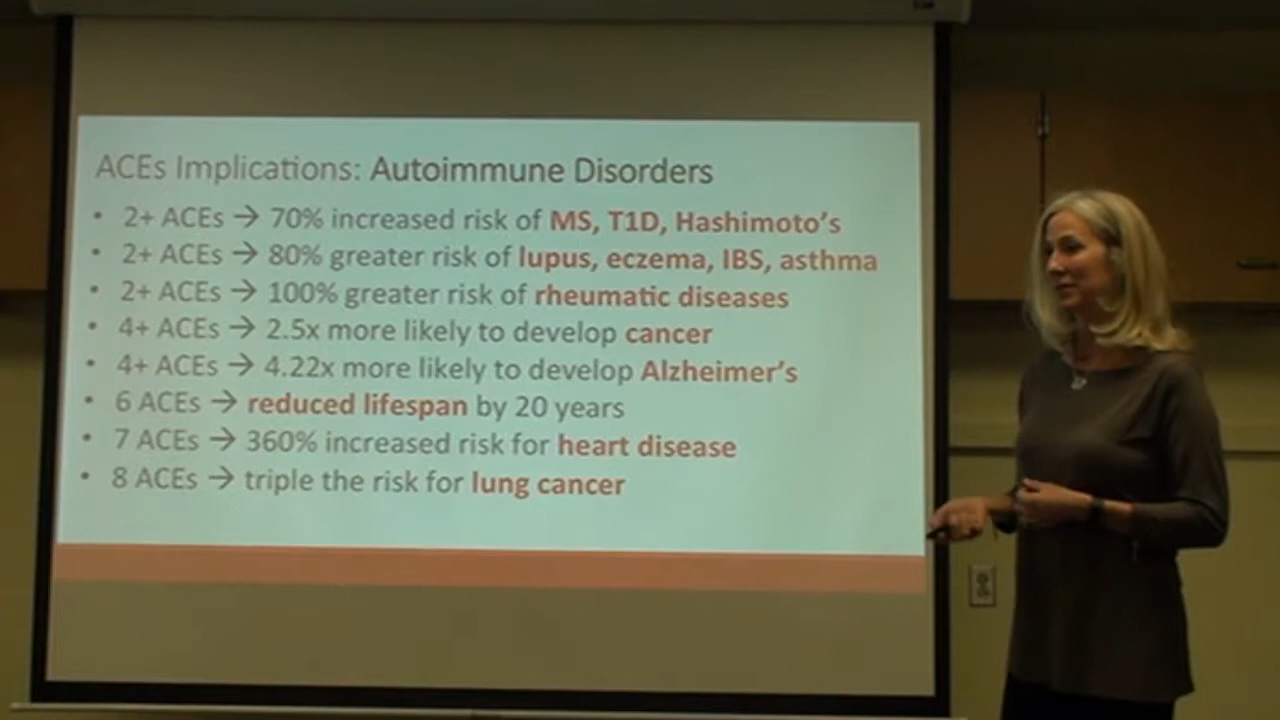 ACEs Implications: Autoimmune Disorders
• 2+ ACEs → 70% increased risk of MS, T1D, Hashimoto's
• 2+ ACEs → 80% greater risk of lupus, eczema, IBS, asthma
• 2+ ACEs → 100% greater risk of rheumatic diseases
• 4+ ACEs → 2.5x more likely to develop cancer
• 4+ ACEs → 4.22x more likely to develop Alzheimer's
• 6 ACEs → reduced lifespan by 20 years
• 7 ACEs → 360% increased risk for heart disease
• 8 ACEs → triple the risk for lung cancer